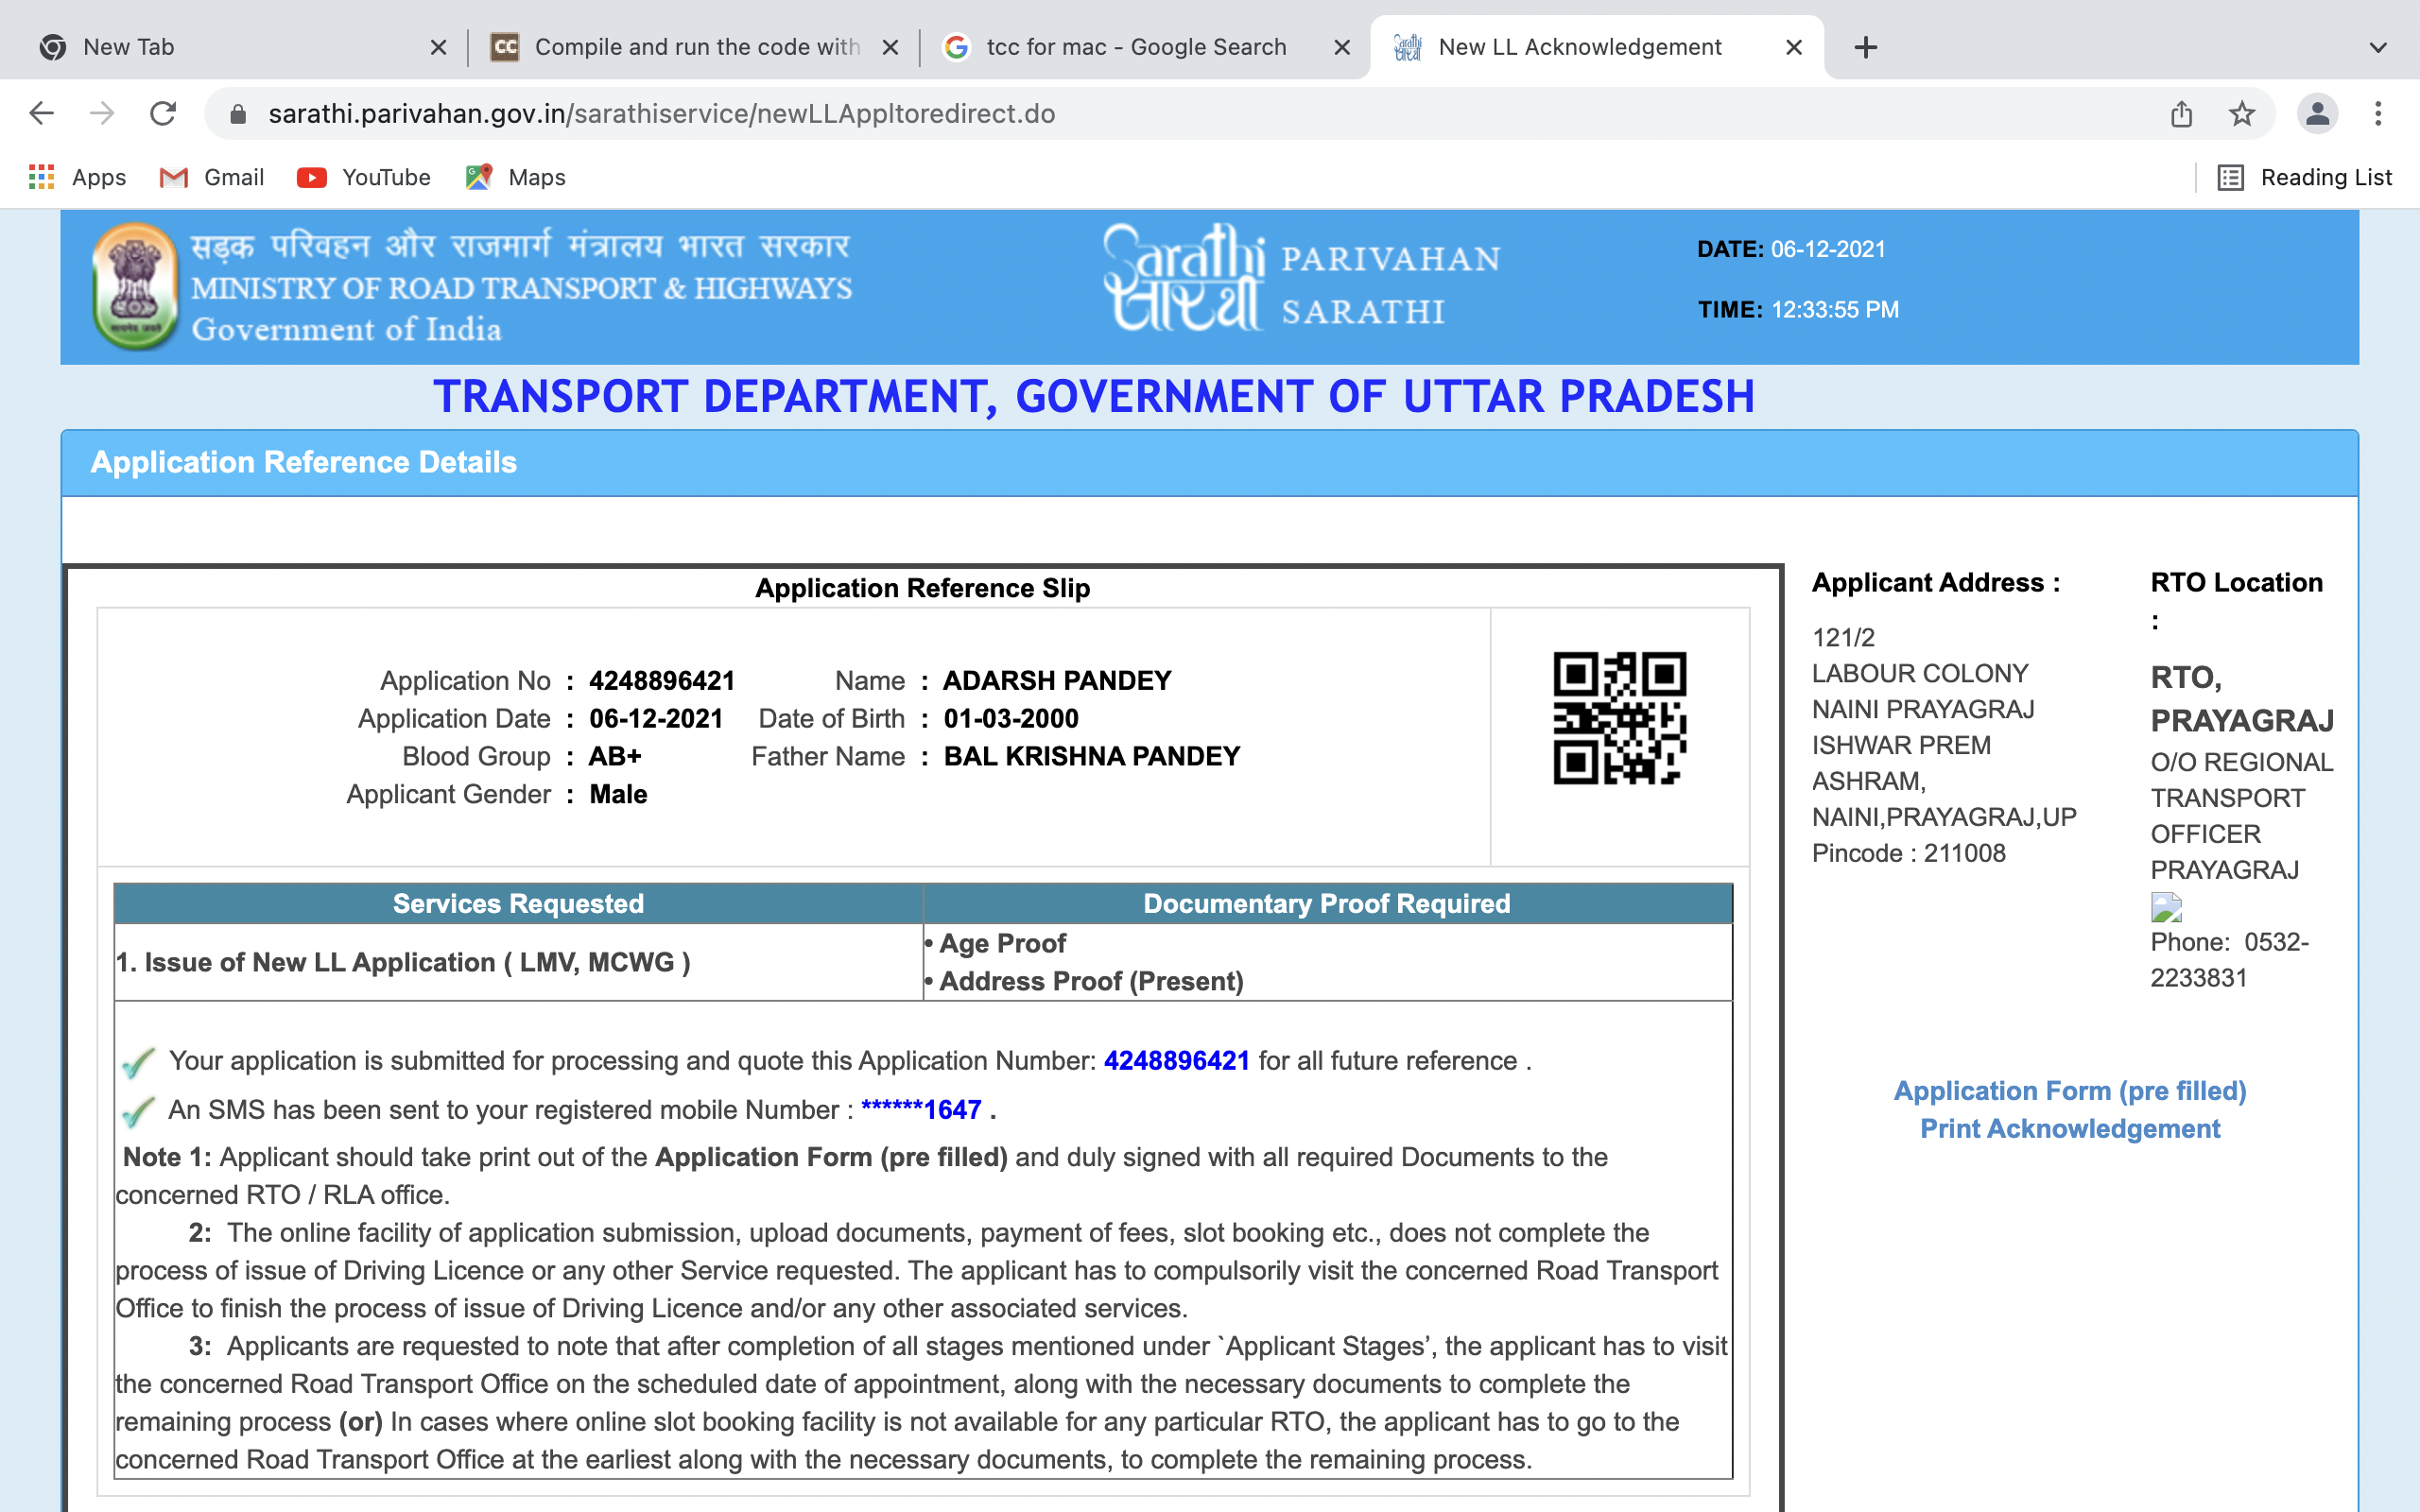 New Tab
Compile and run the code with
tcc for mac - Google Search
New LL Acknowledgement
sarathi.parivahan.gov.in/sarathiservice/newLLAppltoredirect.do
Apps
Gmail
YouTube
Maps
Reading List
सड़क परिवहन और राजमार्ग मंत्रालय भारत सरकार
MINISTRY OF ROAD TRANSPORT & HIGHWAYS
Government of India
Sarathi
सारथी
PARIVAHAN
SARATHI
DATE: 06-12-2021
TIME: 12:33:55 PM
TRANSPORT DEPARTMENT, GOVERNMENT OF UTTAR PRADESH
Application Reference Details
Application Reference Slip
Application No : 4248896421 Name : ADARSH PANDEY
Application Date : 06-12-2021 Date of Birth : 01-03-2000
Blood Group : AB+ Father Name : BAL KRISHNA PANDEY
Applicant Gender : Male
Services Requested
Documentary Proof Required
1. Issue of New LL Application ( LMV, MCWG )
• Age Proof
• Address Proof (Present)
Your application is submitted for processing and quote this Application Number: 4248896421 for all future reference .
An SMS has been sent to your registered mobile Number : ******1647 .
Note 1: Applicant should take print out of the Application Form (pre filled) and duly signed with all required Documents to the
concerned RTO / RLA office.
2: The online facility of application submission, upload documents, payment of fees, slot booking etc., does not complete the
process of issue of Driving Licence or any other Service requested. The applicant has to compulsorily visit the concerned Road Transport
Office to finish the process of issue of Driving Licence and/or any other associated services.
3: Applicants are requested to note that after completion of all stages mentioned under `Applicant Stages’, the applicant has to visit
the concerned Road Transport Office on the scheduled date of appointment, along with the necessary documents to complete the
remaining process (or) In cases where online slot booking facility is not available for any particular RTO, the applicant has to go to the
concerned Road Transport Office at the earliest along with the necessary documents, to complete the remaining process.
Applicant Address :
121/2
LABOUR COLONY
NAINI PRAYAGRAJ
ISHWAR PREM
ASHRAM,
NAINI,PRAYAGRAJ,UP
Pincode : 211008
RTO Location
:
RTO,
PRAYAGRAJ
O/O REGIONAL
TRANSPORT
OFFICER
PRAYAGRAJ
Phone: 0532-
2233831
Application Form (pre filled)
Print Acknowledgement